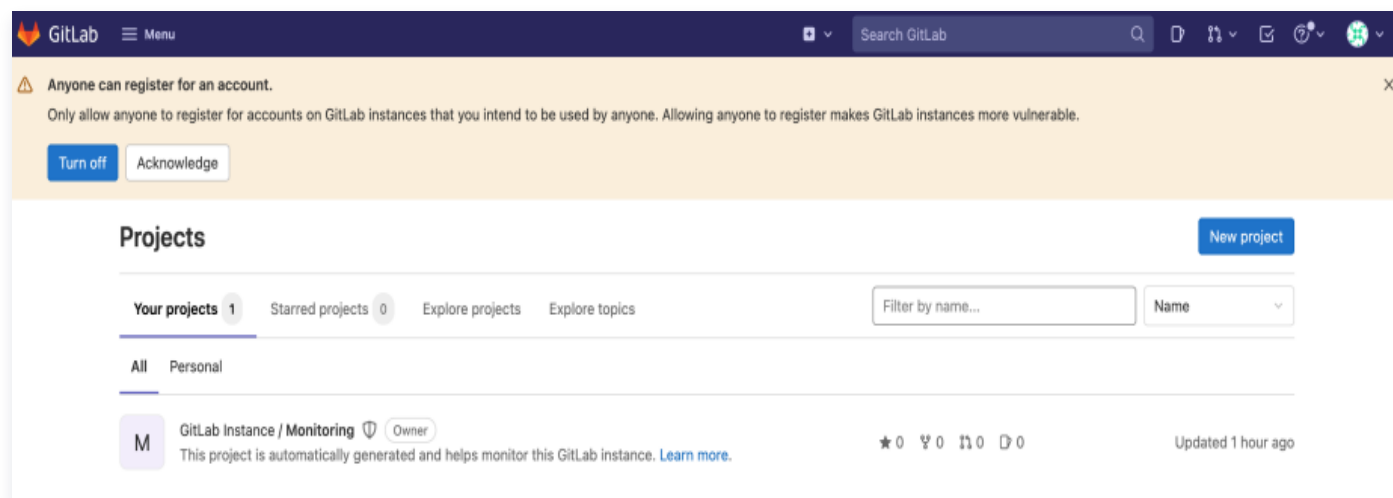 GitLab Menu Search GitLab
Anyone can register for an account.
Only allow anyone to register for accounts on GitLab instances that you intend to be used by anyone. Allowing anyone to register makes GitLab instances more vulnerable.
Turn off Acknowledge
Projects New project
Your projects 1 Starred projects 0 Explore projects Explore topics Filter by name... Name
All Personal
M GitLab Instance / Monitoring Owner
This project is automatically generated and helps monitor this GitLab instance. Learn more.
0 0 0 0 Updated 1 hour ago